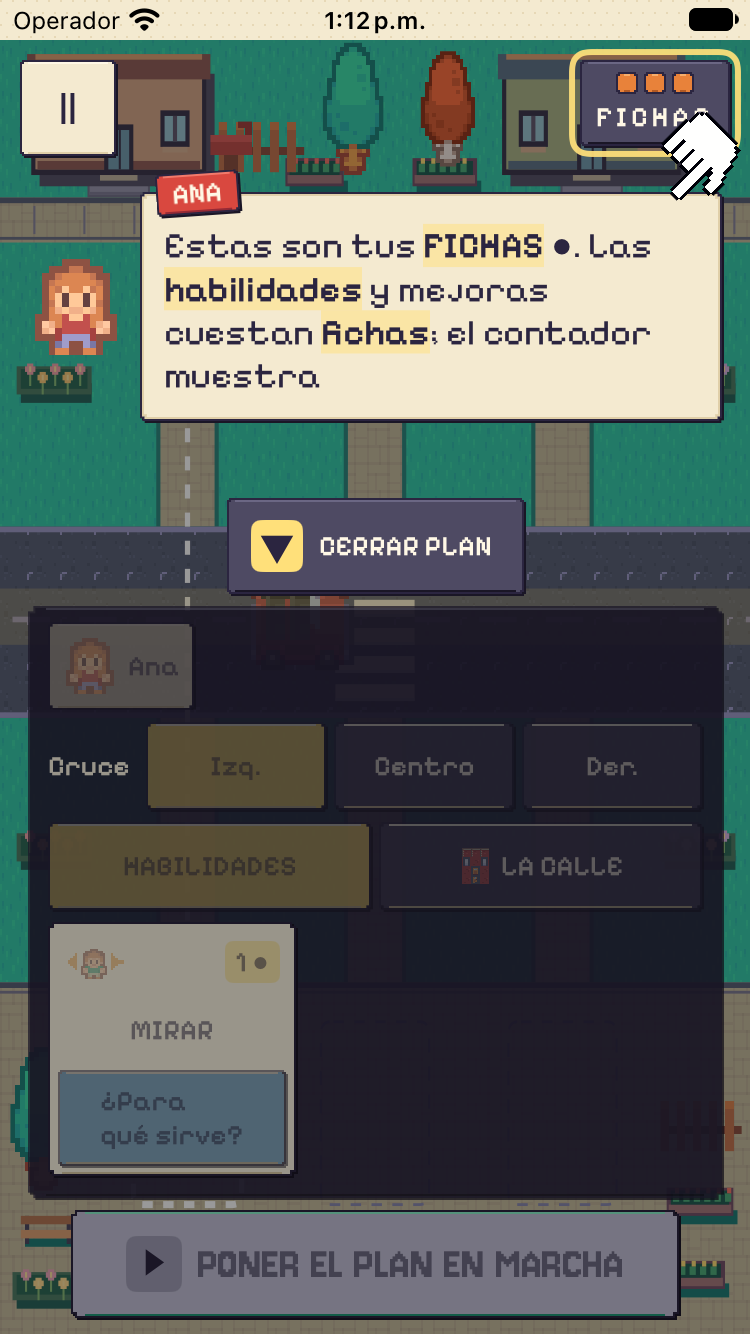 Operador
1:12 p.m.
FICHAS
ANA
Estas son tus FICHAS ●. Las
habilidades y mejoras
cuestan fichas; el contador
muestra
CERRAR PLAN
Ana
Cruce
Izq.
Centro
Der.
HABILIDADES
LA CALLE
1 ●
MIRAR
¿Para
qué sirve?
PONER EL PLAN EN MARCHA